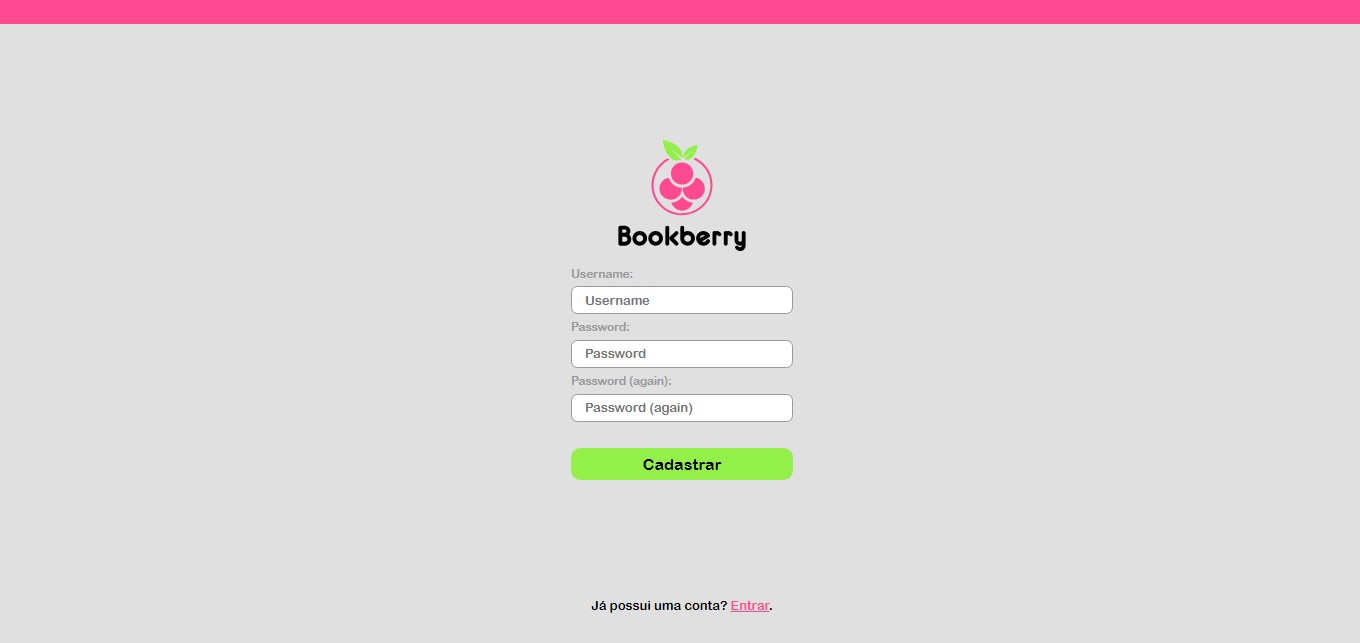 Bookberry
Username:
Username
Password:
Password
Password (again):
Password (again)
Cadastrar
Já possui uma conta? Entrar.